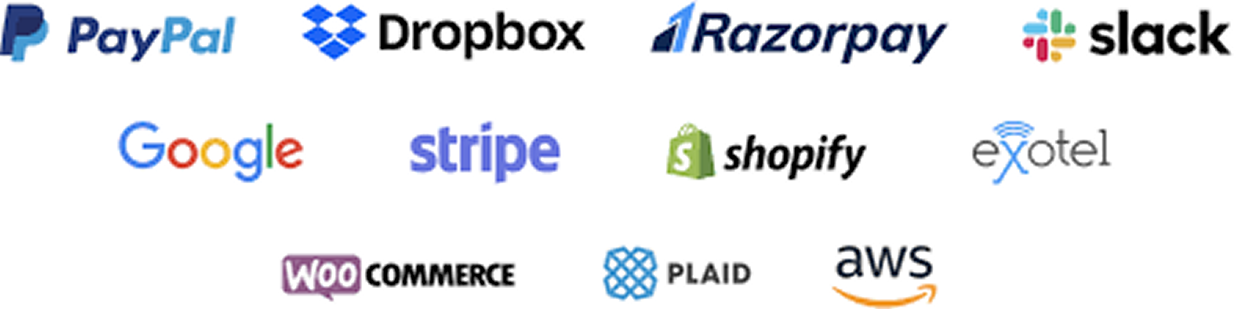 PayPal Dropbox Razorpay slack
Google stripe shopify exotel
WOO COMMERCE PLAID aws